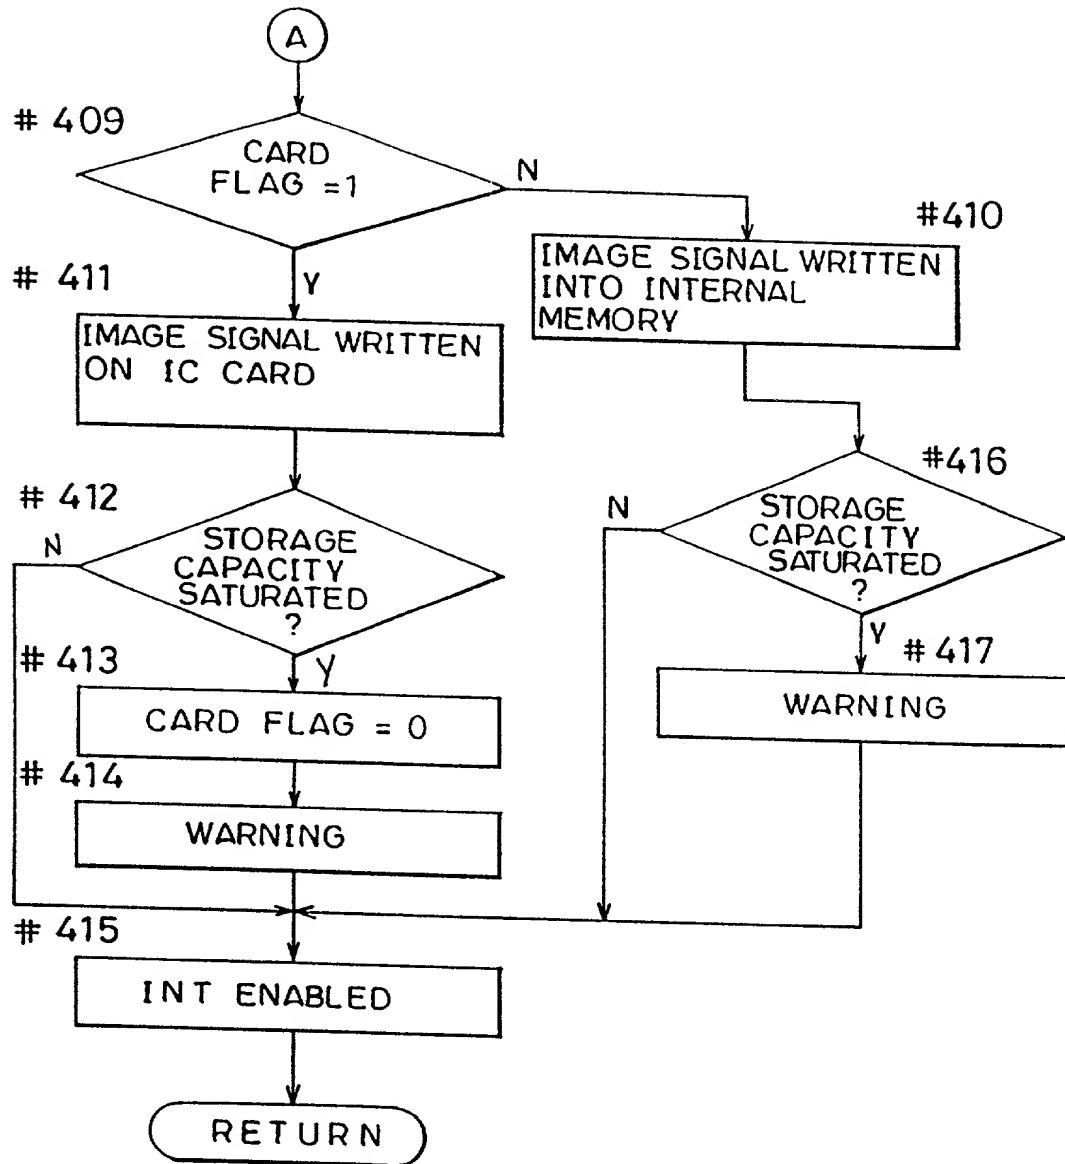 A
# 409
CARD
FLAG = 1
N
#410
Y
# 411
IMAGE SIGNAL WRITTEN
INTO INTERNAL
MEMORY
IMAGE SIGNAL WRITTEN
ON IC CARD
#416
# 412
N
STORAGE
CAPACITY
SATURATED
?
N
STORAGE
CAPACITY
SATURATED
?
Y
# 417
# 413
Y
WARNING
CARD FLAG = 0
# 414
WARNING
# 415
INT ENABLED
RETURN